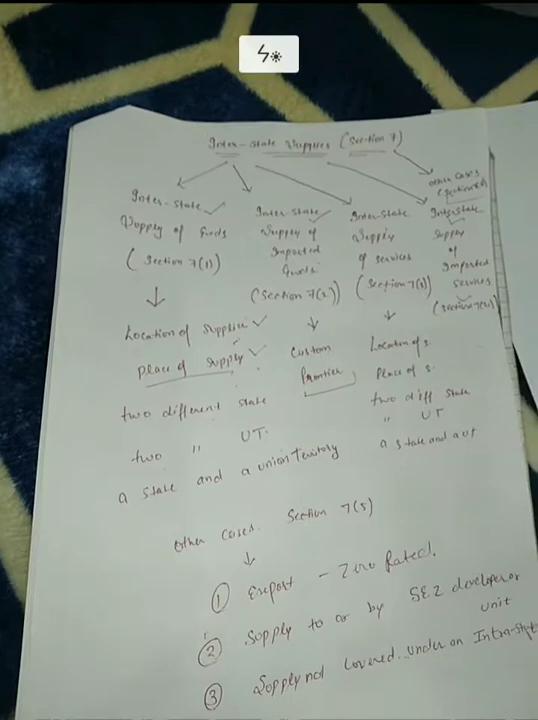 Inter-state Supplies (Section 7)
other cases
(Section 7(5))
Inter-state
Supply of Goods
(Section 7(1))
Location of Supplier
place of supply
two different state
two " UT.
a state and a union Territory
Inter-state
Supply of
Imported
Goods
(Section 7(2))
Custom
Frontier
Inter-state
Supply
of services
(Section 7(3))
Location of s.
Place of s.
two diff state
" UT
a state and a UT
Interstate
Supply
of
Imported
services
(Section 7(4))
other cases. Section 7(5)
① Export - Zero Rated.
② Supply to or by SEZ developer or
unit
③ Supply not Covered under an Intra-State